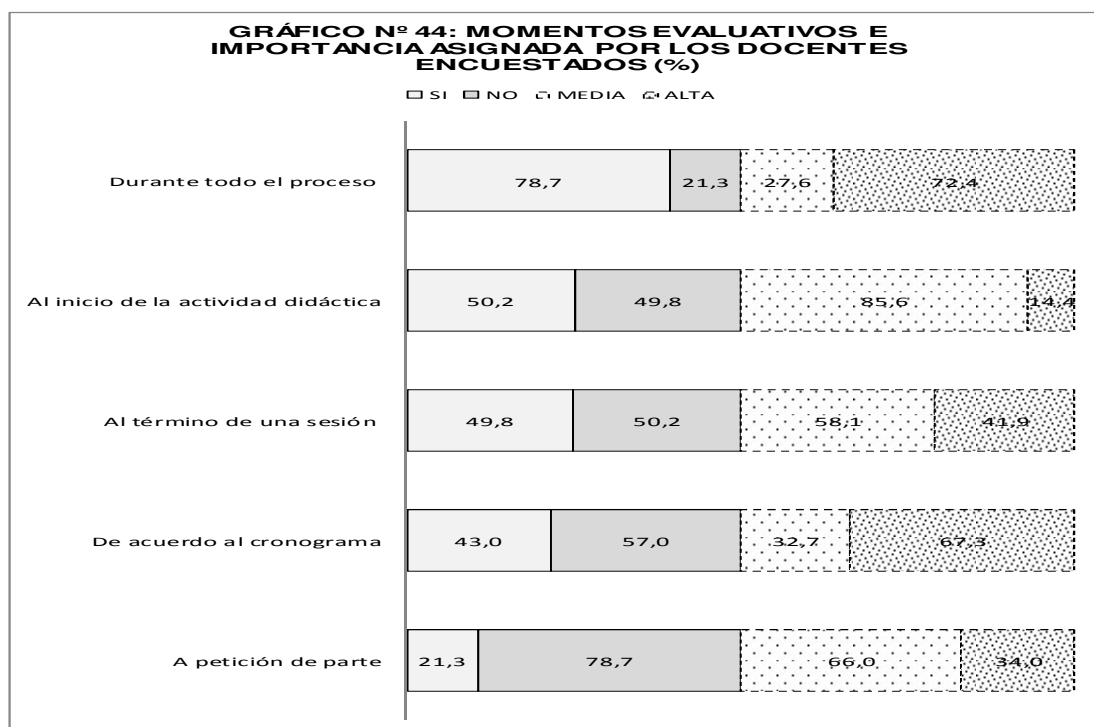 GRÁFICO Nº 44: MOMENTOS EVALUATIVOS E
IMPORTANCIA ASIGNADA POR LOS DOCENTES
ENCUESTADOS (%)
SI NO MEDIA ALTA
Durante todo el proceso 78,7 21,3 27,6 72,4
Al inicio de la actividad didáctica 50,2 49,8 85,6 14,4
Al término de una sesión 49,8 50,2 58,1 41,9
De acuerdo al cronograma 43,0 57,0 32,7 67,3
A petición de parte 21,3 78,7 66,0 34,0